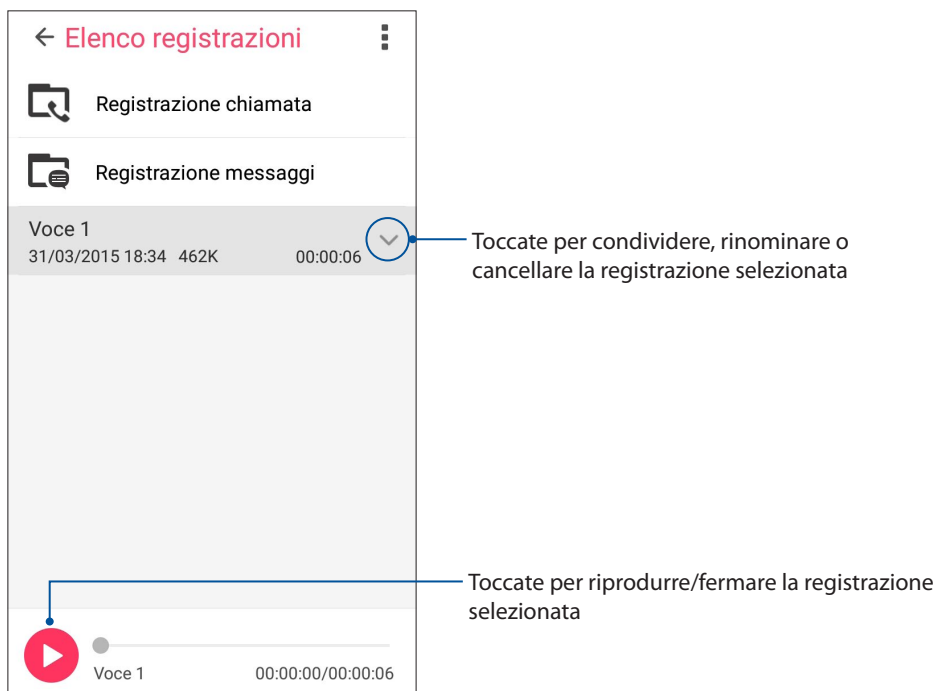 Elenco registrazioni
Registrazione chiamata
Registrazione messaggi
Voce 1
31/03/2015 18:34 462K 00:00:06
Toccate per condividere, rinominare o
cancellare la registrazione selezionata
Toccate per riprodurre/fermare la registrazione
selezionata
Voce 1 00:00:00/00:00:06